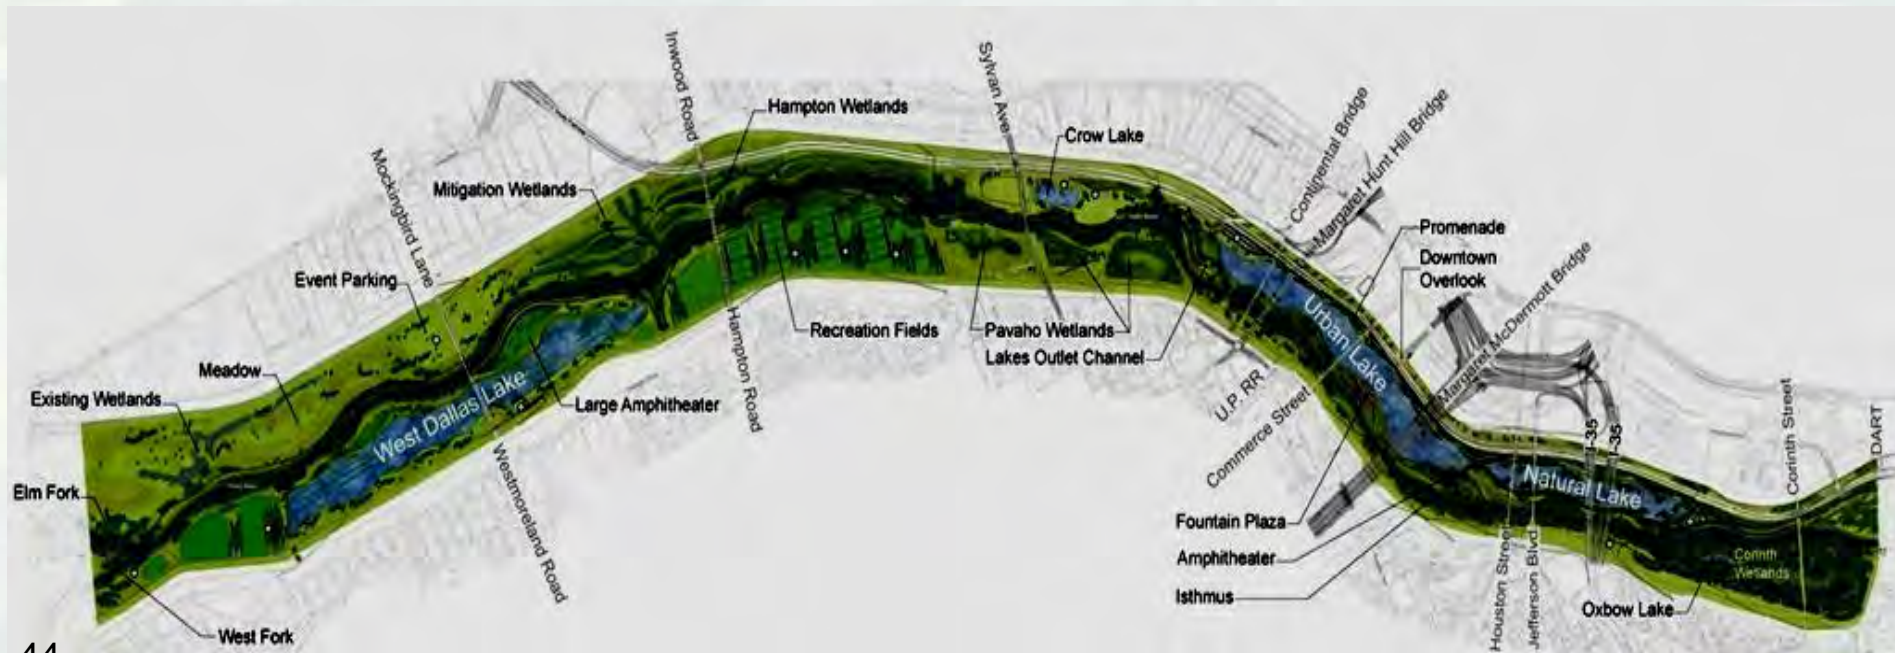 Inwood Road
Sylvan Ave.
Hampton Wetlands
Crow Lake
Continental Bridge
Margaret Hunt Hill Bridge
Mockingbird Lane
Mitigation Wetlands
Promenade
Downtown
Overlook
Margaret McDermott Bridge
Event Parking
Hampton Road
Recreation Fields
Pavaho Wetlands
Lakes Outlet Channel
Urban Lake
U.P. RR
Commerce Street
Meadow
Existing Wetlands
West Dallas Lake
Large Amphitheater
Westmoreland Road
I-35
I-35
Corinth Street
DART
Elm Fork
Natural Lake
Fountain Plaza
Amphitheater
Isthmus
Houston Street
Jefferson Blvd
Corinth
Wetlands
Oxbow Lake
West Fork
44